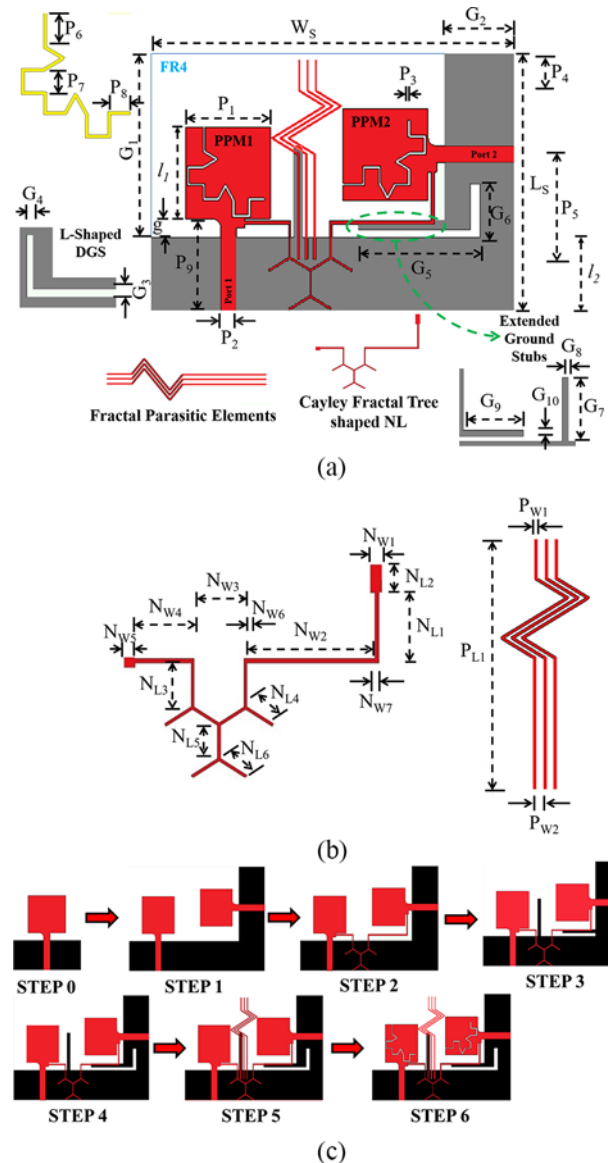 P6
P7
P8
WS
G2
FR4
P3
P4
P1
PPM1
PPM2
Port 2
G1
l1
LS
P5
G4
g
G6
L-Shaped
DGS
P9
G5
l2
G3
Port 1
P2
Extended
Ground
Stubs
G8
G9
G10
G7
Fractal Parasitic Elements
Cayley Fractal Tree
shaped NL
(a)
NW1
NL2
NW3
NW4
NW6
NW2
NL1
NW5
NL3
NL4
NW7
NL5
NL6
PW1
PL1
PW2
(b)
STEP 0
STEP 1
STEP 2
STEP 3
STEP 4
STEP 5
STEP 6
(c)